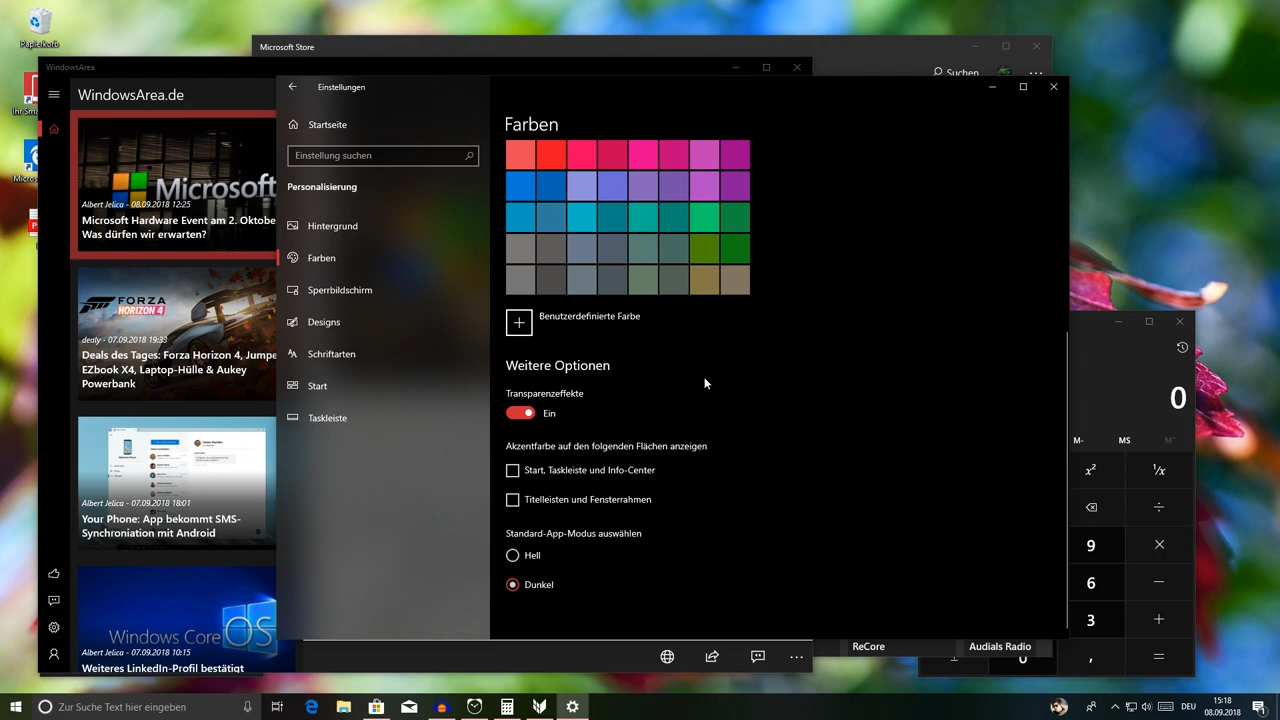 Papierkorb
Microsoft Store
Suchen
WindowsArea
WindowsArea.de
Microsoft
Albert Jelica - 08.09.2018 12:25
Microsoft Hardware Event am 2. Oktobe
Was dürfen wir erwarten?
FORZA
HORIZON 4
dealy - 07.09.2018 19:33
Deals des Tages: Forza Horizon 4, Jumpe
EZbook X4, Laptop-Hülle & Aukey
Powerbank
Albert Jelica - 07.09.2018 18:01
Your Phone: App bekommt SMS-
Synchroniation mit Android
Windows Core OS
Albert Jelica - 08.09.2018 10:15
Weiteres LinkedIn-Profil bestätigt
Einstellungen
Startseite
Einstellung suchen
Personalisierung
Hintergrund
Farben
Sperrbildschirm
Designs
Schriftarten
Start
Taskleiste
Farben
Benutzerdefinierte Farbe
Weitere Optionen
Transparenzeffekte
Ein
Akzentfarbe auf den folgenden Flächen anzeigen
Start, Taskleiste und Info-Center
Titelleisten und Fensterrahmen
Standard-App-Modus auswählen
Hell
Dunkel
0
M- MS
x² ¹/x
÷
9 ×
6 −
3 +
0 , =
ReCore
Audials Radio
Zur Suche Text hier eingeben
DEU
15:18
08.09.2018